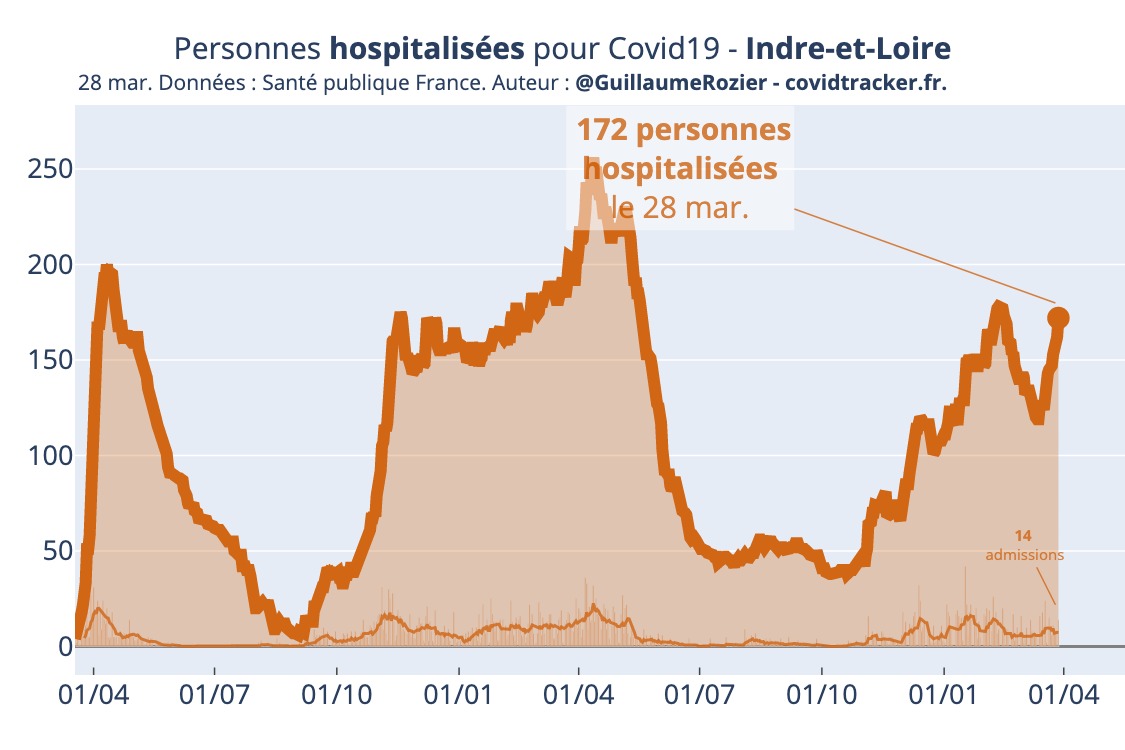 Personnes hospitalisées pour Covid19 - Indre-et-Loire
28 mar. Données : Santé publique France. Auteur : @GuillaumeRozier - covidtracker.fr.
172 personnes
hospitalisées
le 28 mar.
250
200
150
100
50
0
14
admissions
01/04
01/07
01/10
01/01
01/04
01/07
01/10
01/01
01/04